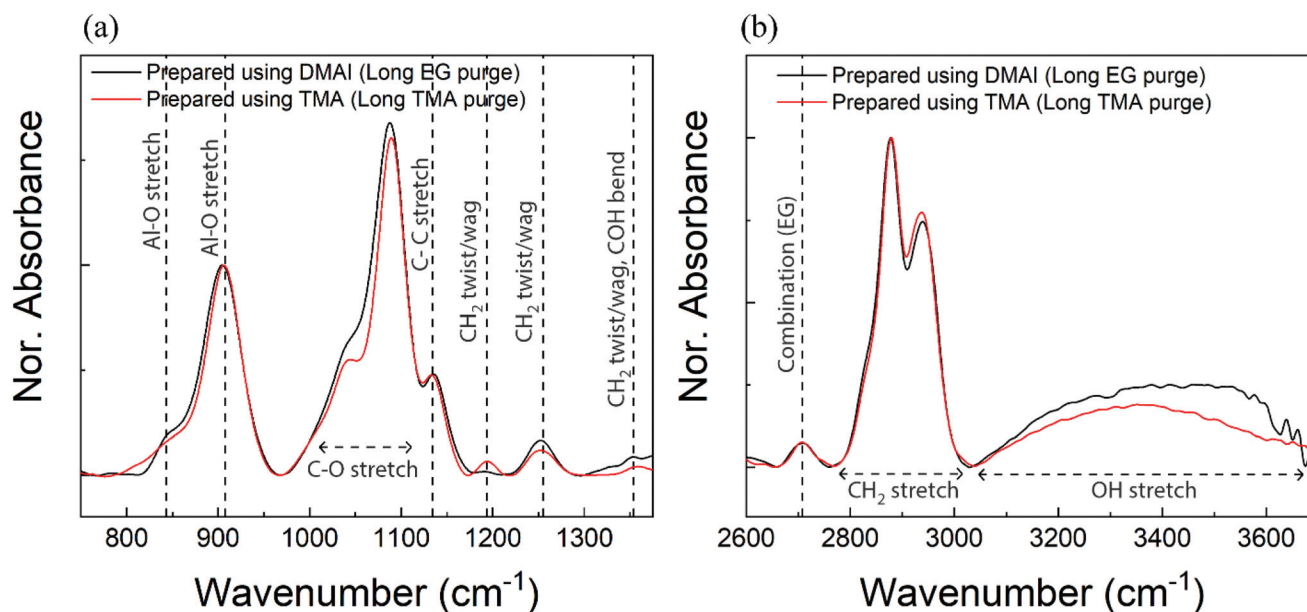 (a)
Prepared using DMAI (Long EG purge)
Prepared using TMA (Long TMA purge)
Nor. Absorbance
Al-O stretch
Al-O stretch
C-O stretch
C- C stretch
CH₂ twist/wag
CH₂ twist/wag
CH₂ twist/wag, COH bend
800 900 1000 1100 1200 1300
Wavenumber (cm⁻¹)
(b)
Prepared using DMAI (Long EG purge)
Prepared using TMA (Long TMA purge)
Nor. Absorbance
Combination (EG)
CH₂ stretch
OH stretch
2600 2800 3000 3200 3400 3600
Wavenumber (cm⁻¹)